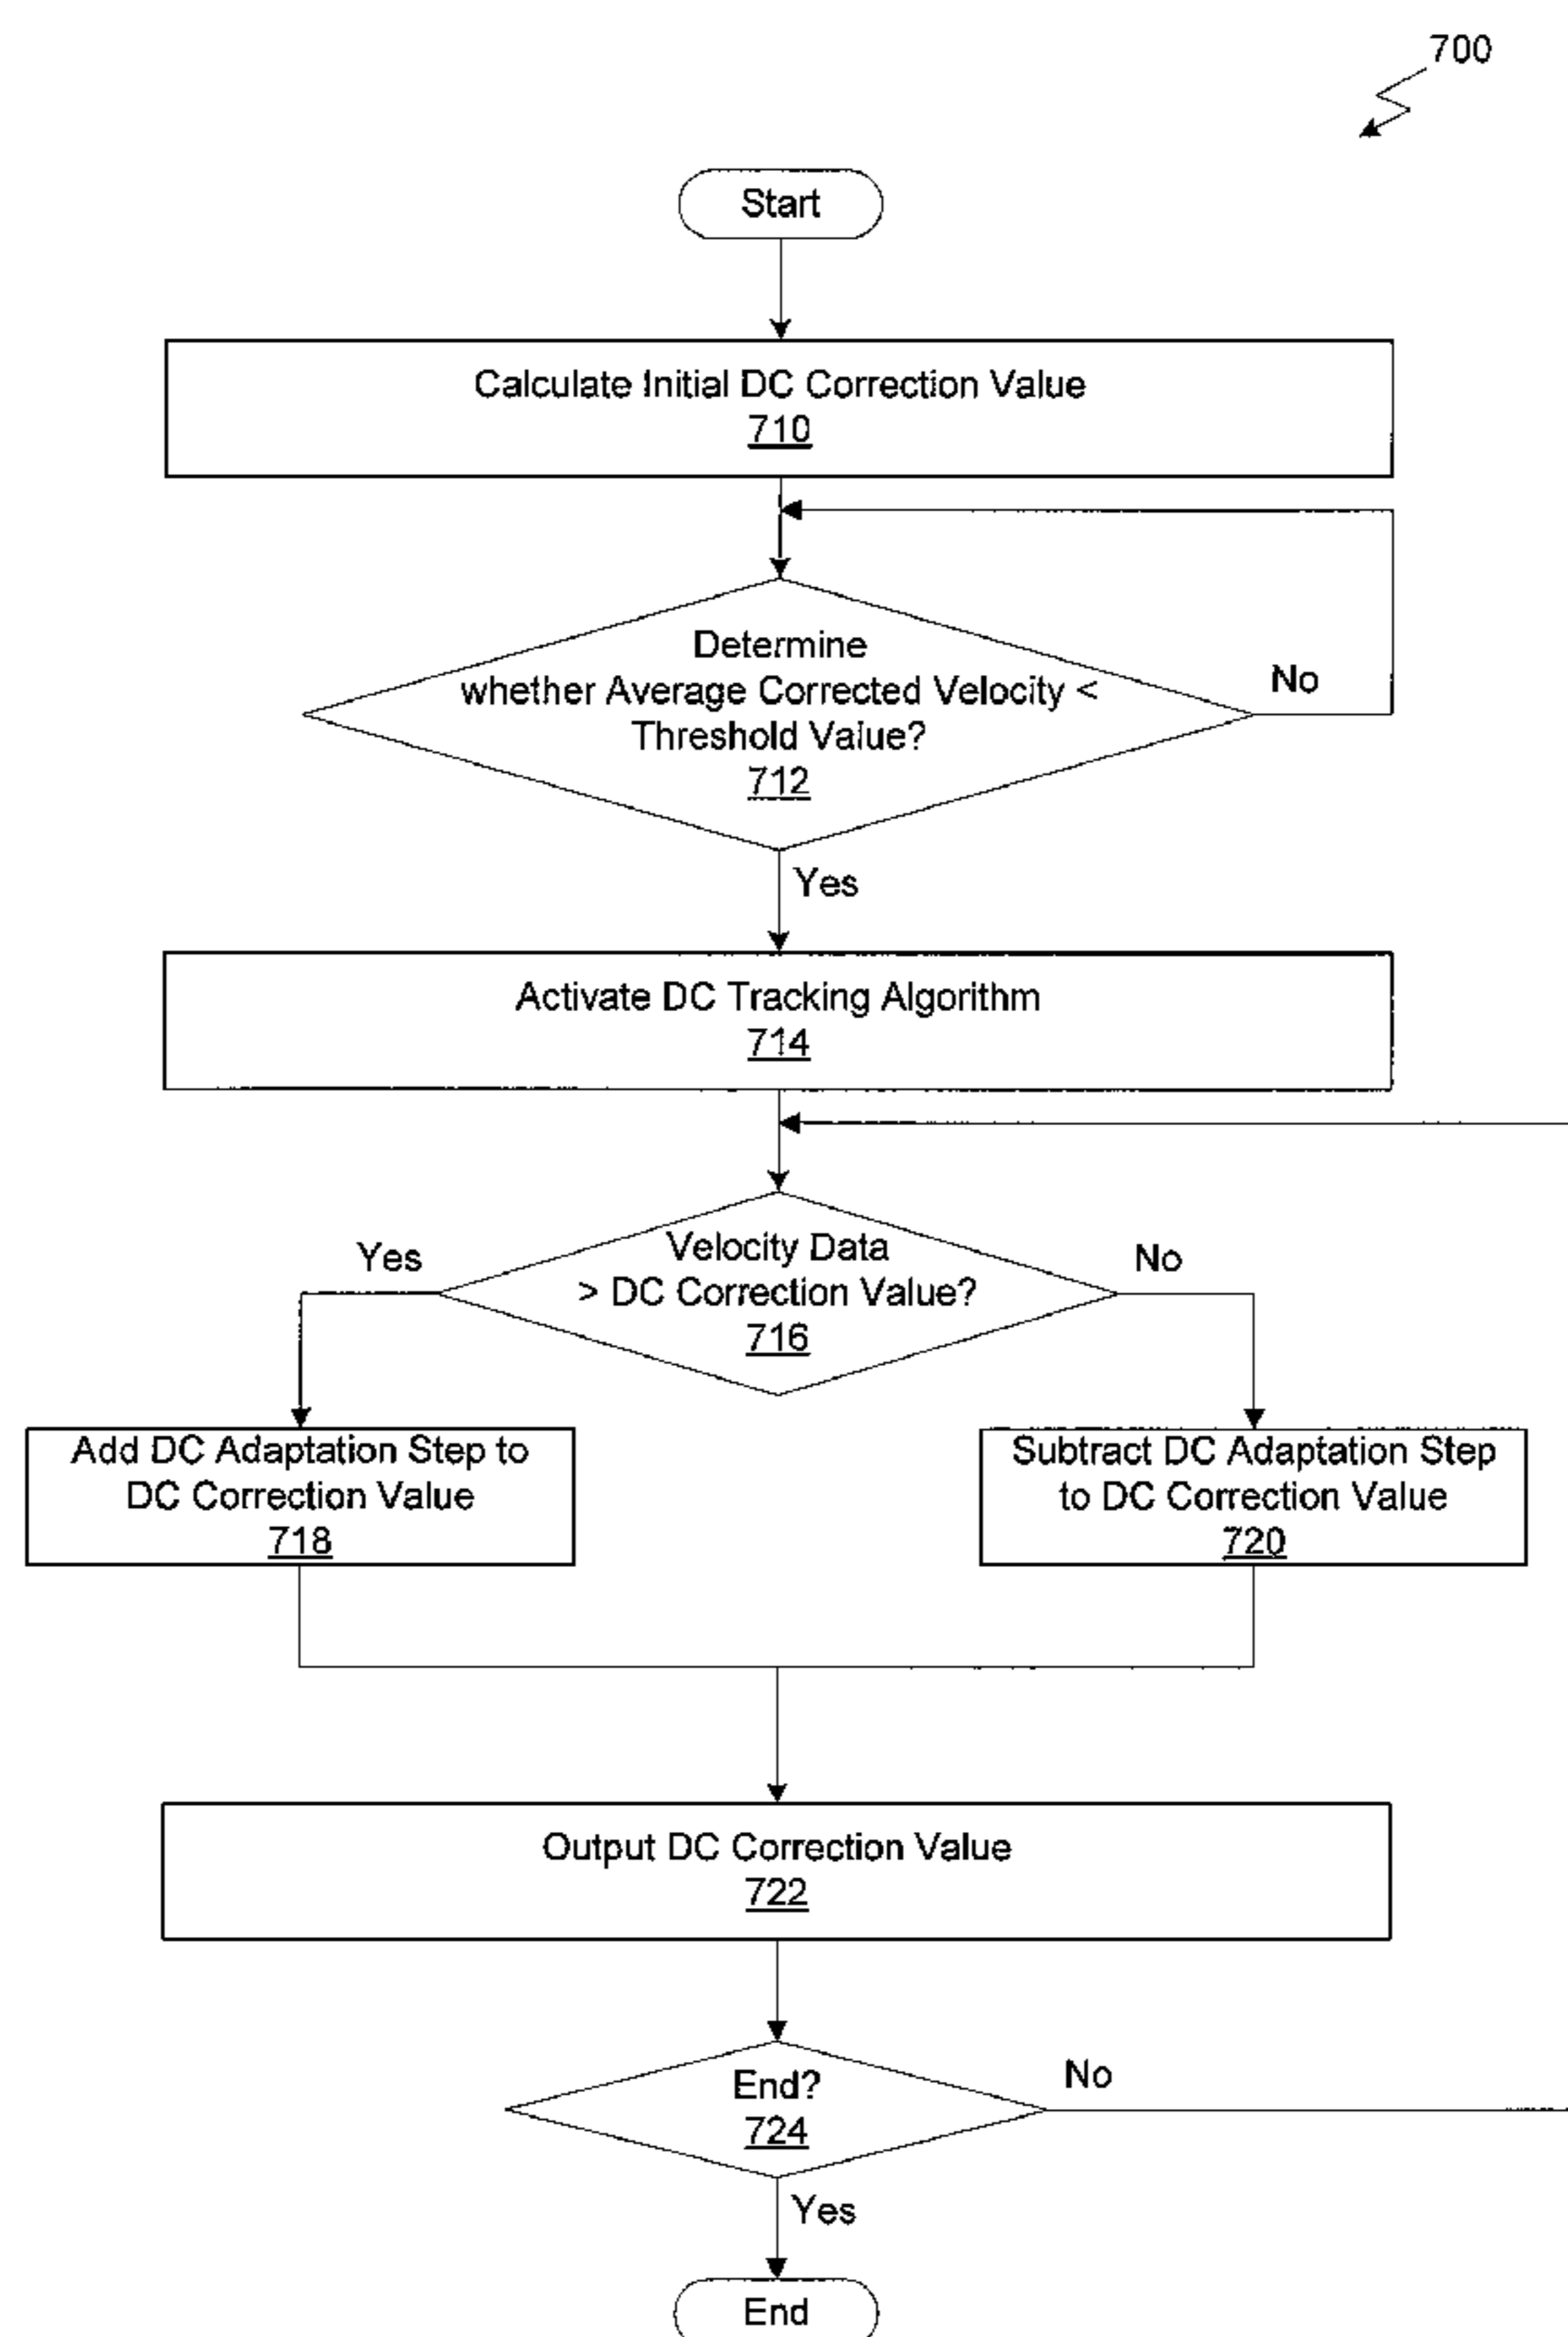 700
Start
Calculate Initial DC Correction Value
710
Determine
whether Average Corrected Velocity <
Threshold Value?
712
No
Yes
Activate DC Tracking Algorithm
714
Velocity Data
> DC Correction Value?
716
Yes
No
Add DC Adaptation Step to
DC Correction Value
718
Subtract DC Adaptation Step
to DC Correction Value
720
Output DC Correction Value
722
End?
724
No
Yes
End